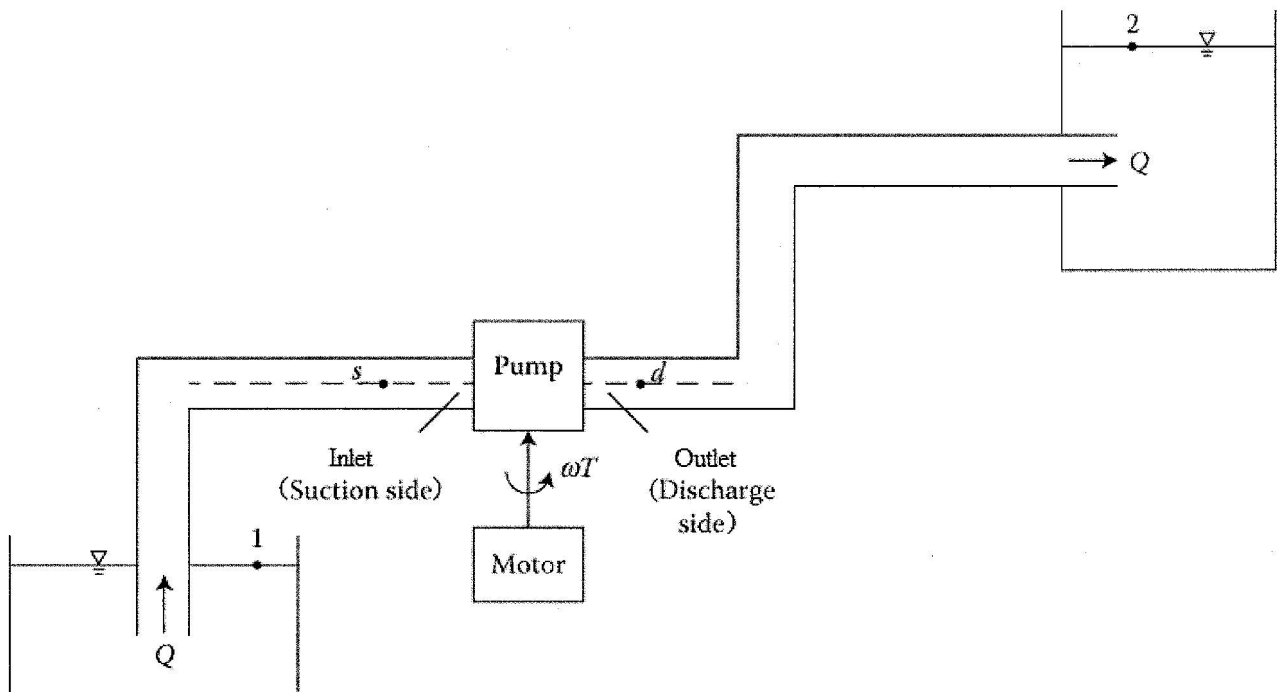 2
Q
Pump
s
d
Inlet
(Suction side)
ωT
Outlet
(Discharge
side)
1
Motor
Q